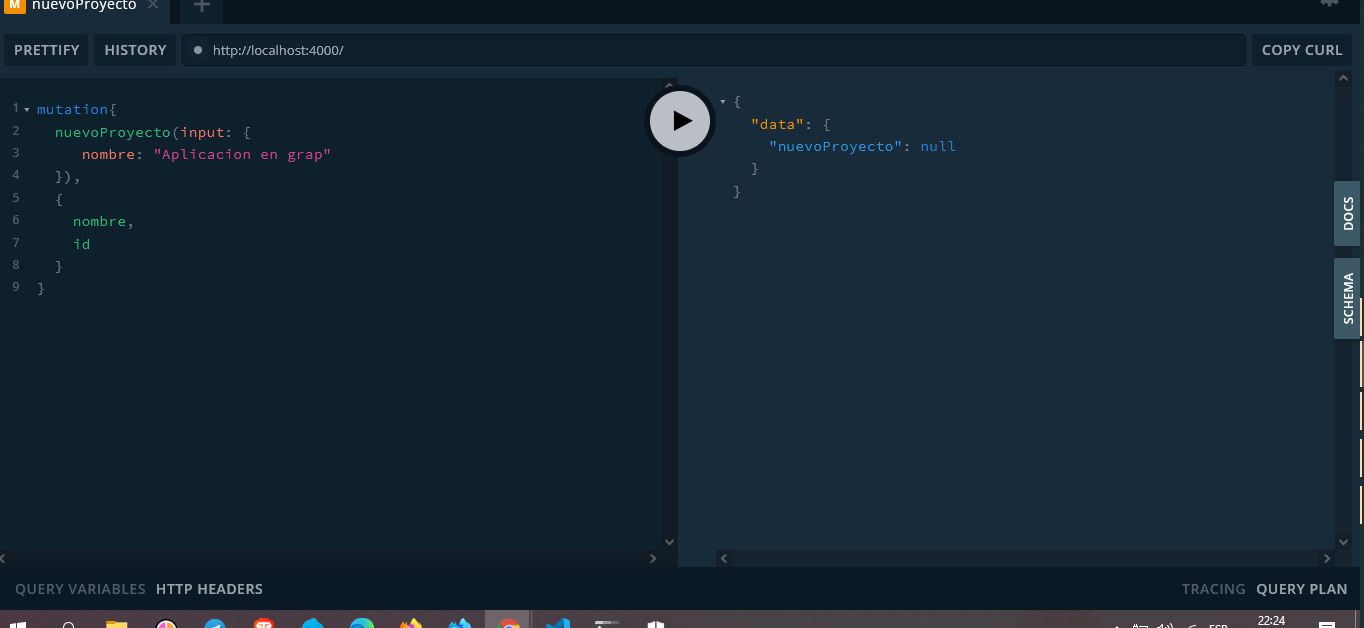 M nuevoProyecto
PRETTIFY HISTORY http://localhost:4000/ COPY CURL
1 mutation{
2 nuevoProyecto(input: {
3 nombre: "Aplicacion en grap"
4 }),
5 {
6 nombre,
7 id
8 }
9 }
{
"data": {
"nuevoProyecto": null
}
}
DOCS
SCHEMA
QUERY VARIABLES HTTP HEADERS TRACING QUERY PLAN
ESP 22:24